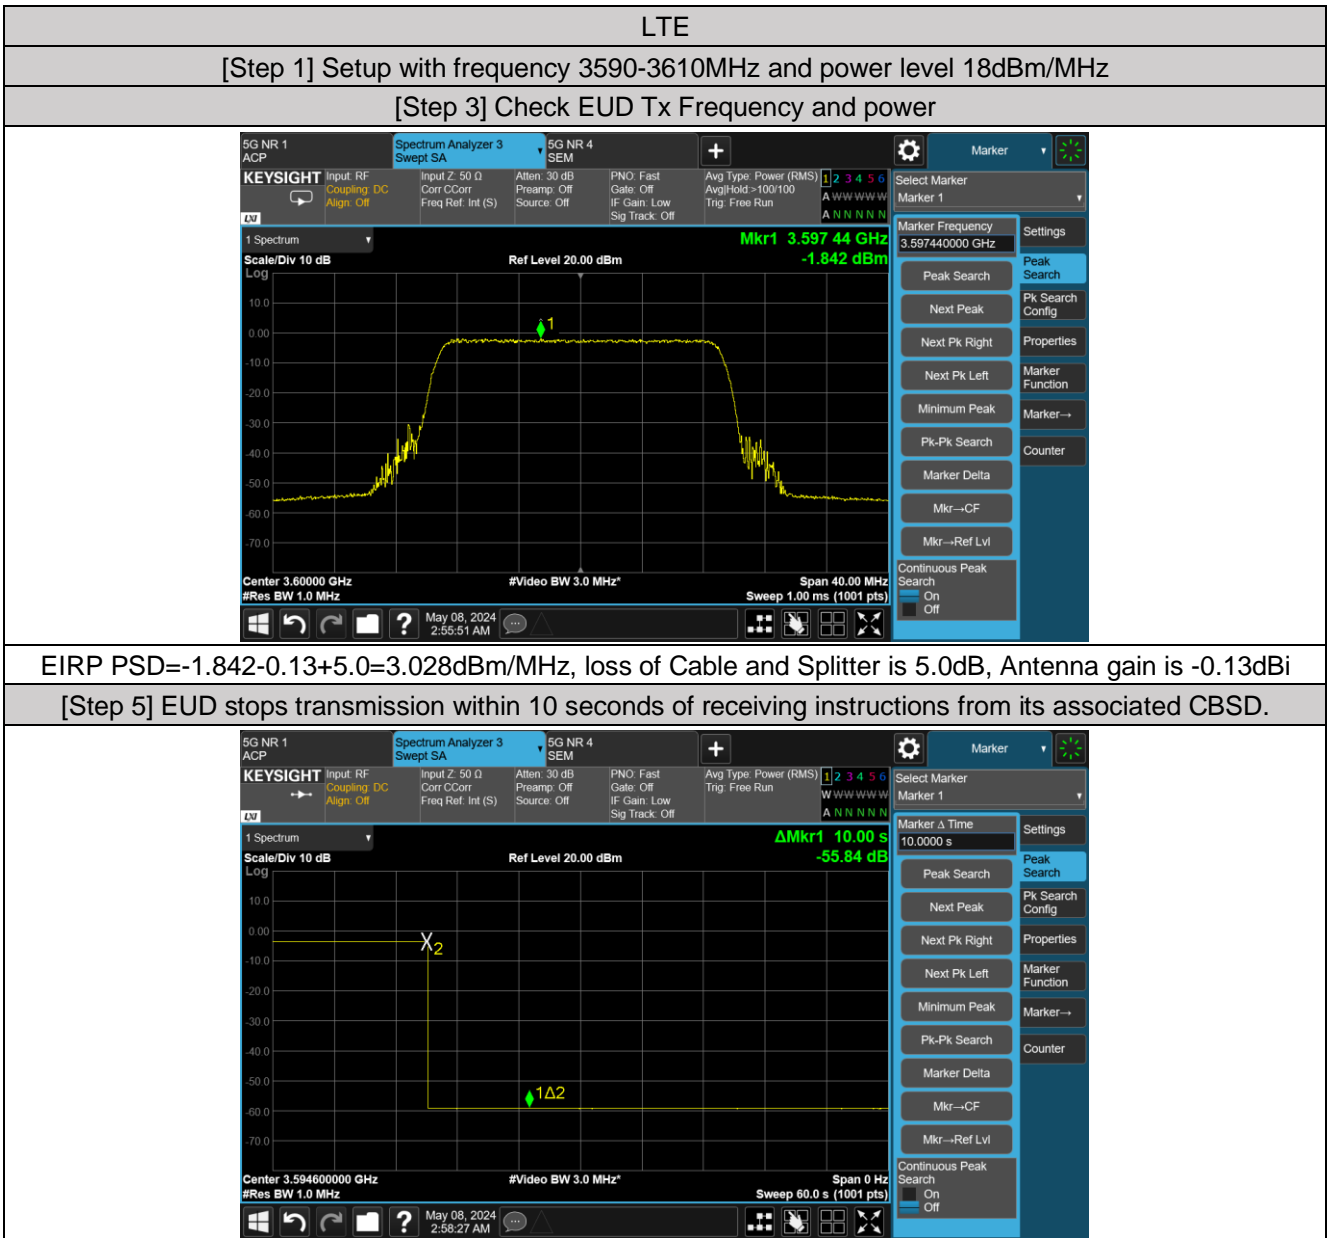 LTE
[Step 1] Setup with frequency 3590-3610MHz and power level 18dBm/MHz
[Step 3] Check EUD Tx Frequency and power
5G NR 1
ACP
Spectrum Analyzer 3
Swept SA
5G NR 4
SEM
Marker
KEYSIGHT
Input: RF
Coupling: DC
Align: Off
Input Z: 50 Ω
Corr CCorr
Freq Ref: Int (S)
Atten: 30 dB
Preamp: Off
Source: Off
PNO: Fast
Gate: Off
IF Gain: Low
Sig Track: Off
Avg Type: Power (RMS)
Avg|Hold:>100/100
Trig: Free Run
1 2 3 4 5 6
A W W W W W
A N N N N N
LXI
Select Marker
Marker 1
1 Spectrum
Mkr1 3.597 44 GHz
-1.842 dBm
Scale/Div 10 dB
Ref Level 20.00 dBm
Log
10.0
0.00
-10.0
-20.0
-30.0
-40.0
-50.0
-60.0
-70.0
1
Center 3.60000 GHz
#Video BW 3.0 MHz*
Span 40.00 MHz
#Res BW 1.0 MHz
Sweep 1.00 ms (1001 pts)
Marker Frequency
3.597440000 GHz
Peak Search
Next Peak
Next Pk Right
Next Pk Left
Minimum Peak
Pk-Pk Search
Marker Delta
Mkr→CF
Mkr→Ref Lvl
Continuous Peak
Search
On
Off
Settings
Peak
Search
Pk Search
Config
Properties
Marker
Function
Marker→
Counter
May 08, 2024
2:55:51 AM
EIRP PSD=-1.842-0.13+5.0=3.028dBm/MHz, loss of Cable and Splitter is 5.0dB, Antenna gain is -0.13dBi
[Step 5] EUD stops transmission within 10 seconds of receiving instructions from its associated CBSD.
5G NR 1
ACP
Spectrum Analyzer 3
Swept SA
5G NR 4
SEM
Marker
KEYSIGHT
Input: RF
Coupling: DC
Align: Off
Input Z: 50 Ω
Corr CCorr
Freq Ref: Int (S)
Atten: 30 dB
Preamp: Off
Source: Off
PNO: Fast
Gate: Off
IF Gain: Low
Sig Track: Off
Avg Type: Power (RMS)
Trig: Free Run
1 2 3 4 5 6
W W W W W W
A N N N N N
LXI
Select Marker
Marker 1
1 Spectrum
ΔMkr1 10.00 s
-55.84 dB
Scale/Div 10 dB
Ref Level 20.00 dBm
Log
10.0
0.00
-10.0
-20.0
-30.0
-40.0
-50.0
-60.0
-70.0
X2
1Δ2
Center 3.594600000 GHz
#Video BW 3.0 MHz*
Span 0 Hz
#Res BW 1.0 MHz
Sweep 60.0 s (1001 pts)
Marker Δ Time
10.0000 s
Peak Search
Next Peak
Next Pk Right
Next Pk Left
Minimum Peak
Pk-Pk Search
Marker Delta
Mkr→CF
Mkr→Ref Lvl
Continuous Peak
Search
On
Off
Settings
Peak
Search
Pk Search
Config
Properties
Marker
Function
Marker→
Counter
May 08, 2024
2:58:27 AM